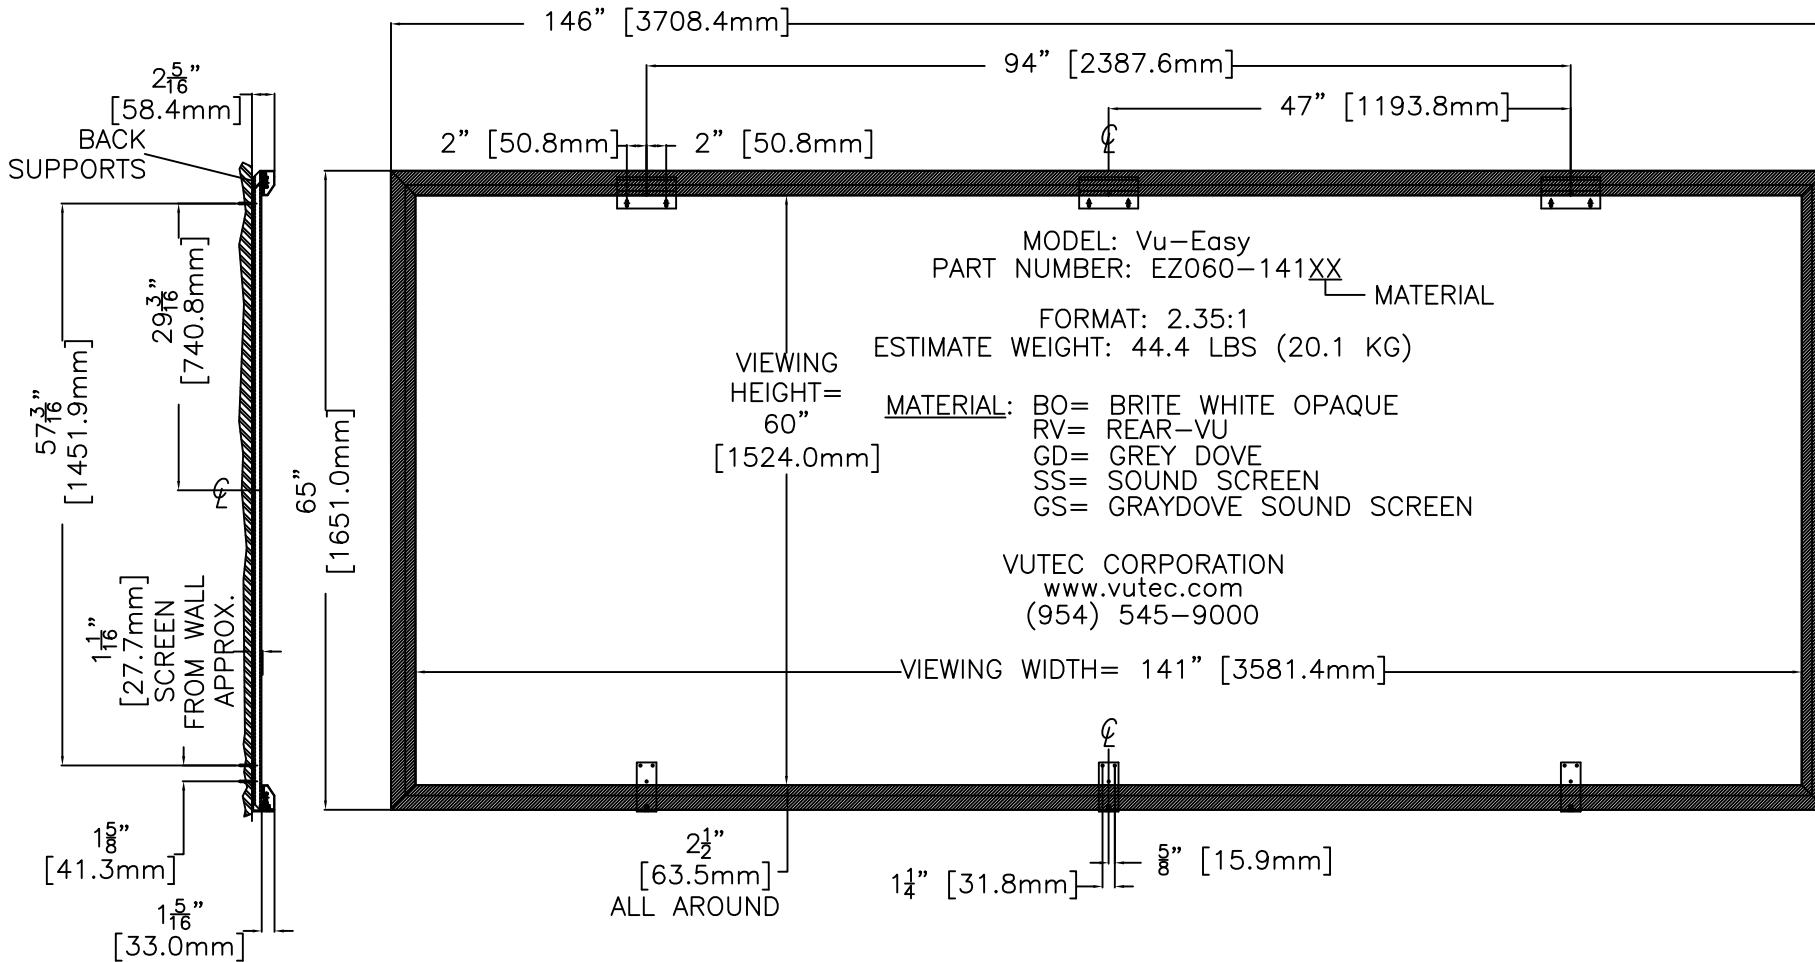 146" [3708.4mm]
94" [2387.6mm]
47" [1193.8mm]
2 5/16"
[58.4mm]
BACK
SUPPORTS
2" [50.8mm]
2" [50.8mm]
℄
MODEL: Vu-Easy
PART NUMBER: EZ060-141XX
MATERIAL
FORMAT: 2.35:1
ESTIMATE WEIGHT: 44.4 LBS (20.1 KG)
VIEWING
HEIGHT=
60"
[1524.0mm]
MATERIAL: BO= BRITE WHITE OPAQUE
RV= REAR-VU
GD= GREY DOVE
SS= SOUND SCREEN
GS= GRAYDOVE SOUND SCREEN
VUTEC CORPORATION
www.vutec.com
(954) 545-9000
VIEWING WIDTH= 141" [3581.4mm]
29 3/16"
[740.8mm]
57 3/16"
[1451.9mm]
℄
65"
[1651.0mm]
1 1/16"
[27.7mm]
SCREEN
FROM WALL
APPROX.
℄
1 5/8"
[41.3mm]
1 5/16"
[33.0mm]
2 1/2"
[63.5mm]
ALL AROUND
5/8" [15.9mm]
1 1/4" [31.8mm]